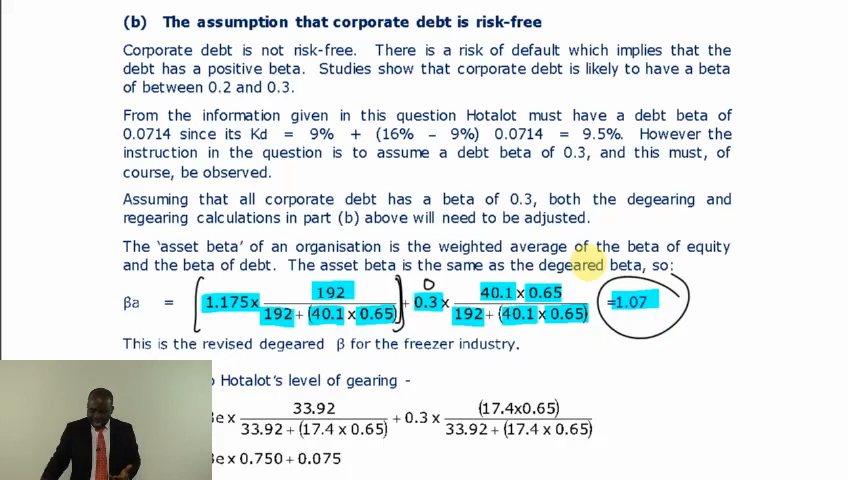 (b) The assumption that corporate debt is risk-free
Corporate debt is not risk-free. There is a risk of default which implies that the
debt has a positive beta. Studies show that corporate debt is likely to have a beta
of between 0.2 and 0.3.
From the information given in this question Hotalot must have a debt beta of
0.0714 since its Kd = 9% + (16% – 9%) 0.0714 = 9.5%. However the
instruction in the question is to assume a debt beta of 0.3, and this must, of
course, be observed.
Assuming that all corporate debt has a beta of 0.3, both the degearing and
regearing calculations in part (b) above will need to be adjusted.
The ‘asset beta’ of an organisation is the weighted average of the beta of equity
and the beta of debt. The asset beta is the same as the degeared beta, so:
0
192 40.1 x 0.65
βa = [1.175x 192 + (40.1 x 0.65)] + 0.3 x 192 + (40.1 x 0.65) =1.07
This is the revised degeared β for the freezer industry.
o Hotalot’s level of gearing -
33.92 (17.4x0.65)
βe x 33.92 + (17.4 x 0.65) + 0.3 x 33.92 + (17.4 x 0.65)
βe x 0.750 + 0.075